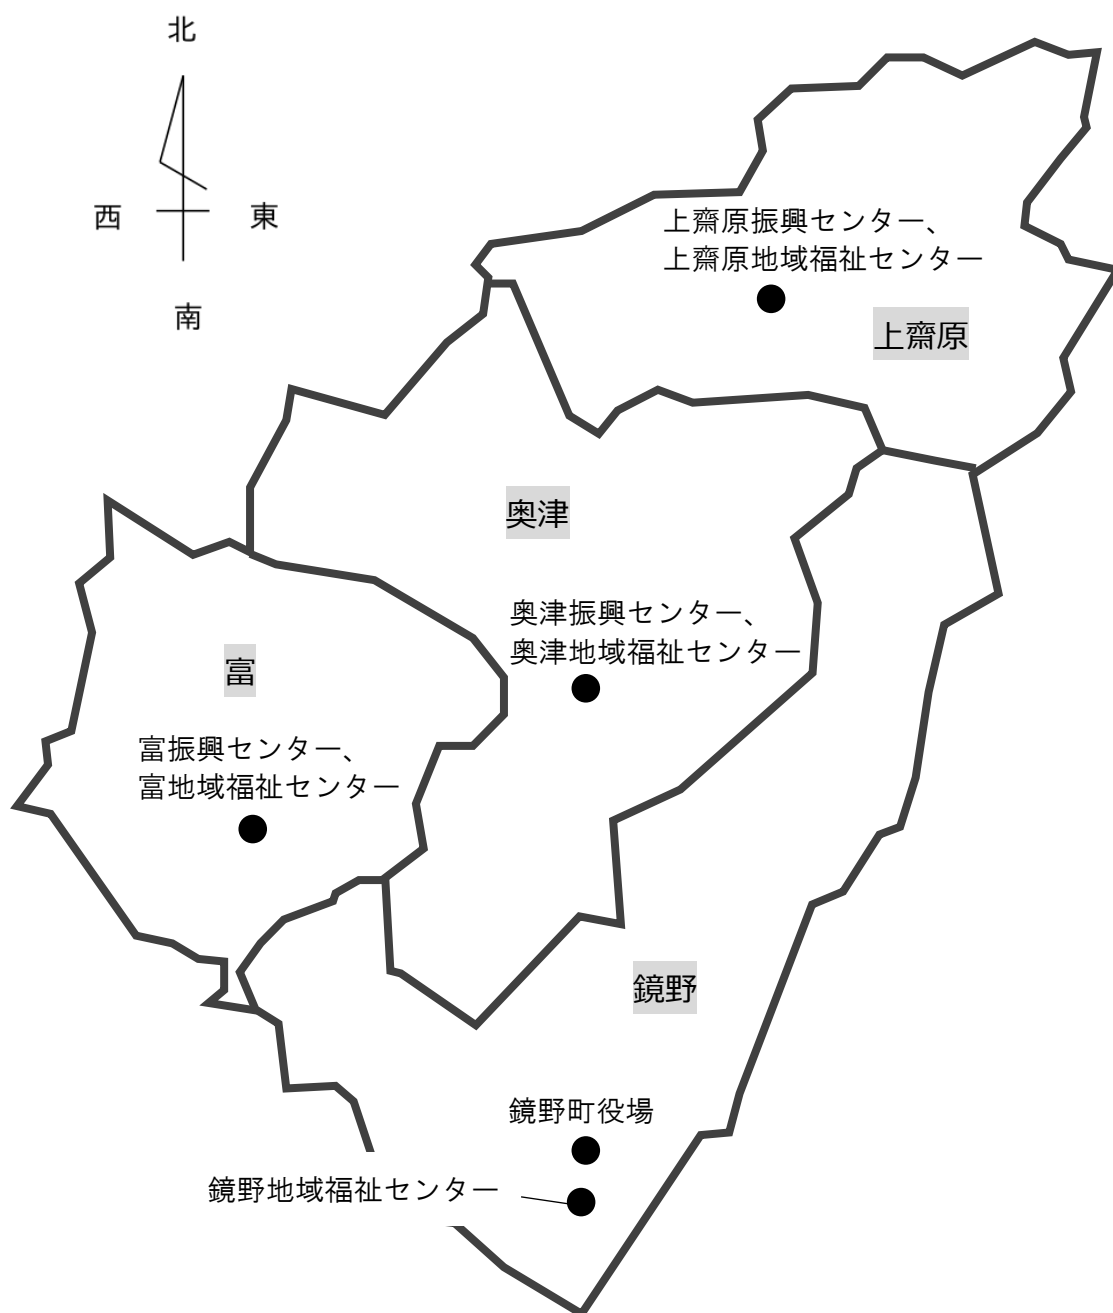 北
西
東
南
上齋原振興センター、
上齋原地域福祉センター
上齋原
奥津
奥津振興センター、
奥津地域福祉センター
富
富振興センター、
富地域福祉センター
鏡野
鏡野町役場
鏡野地域福祉センター